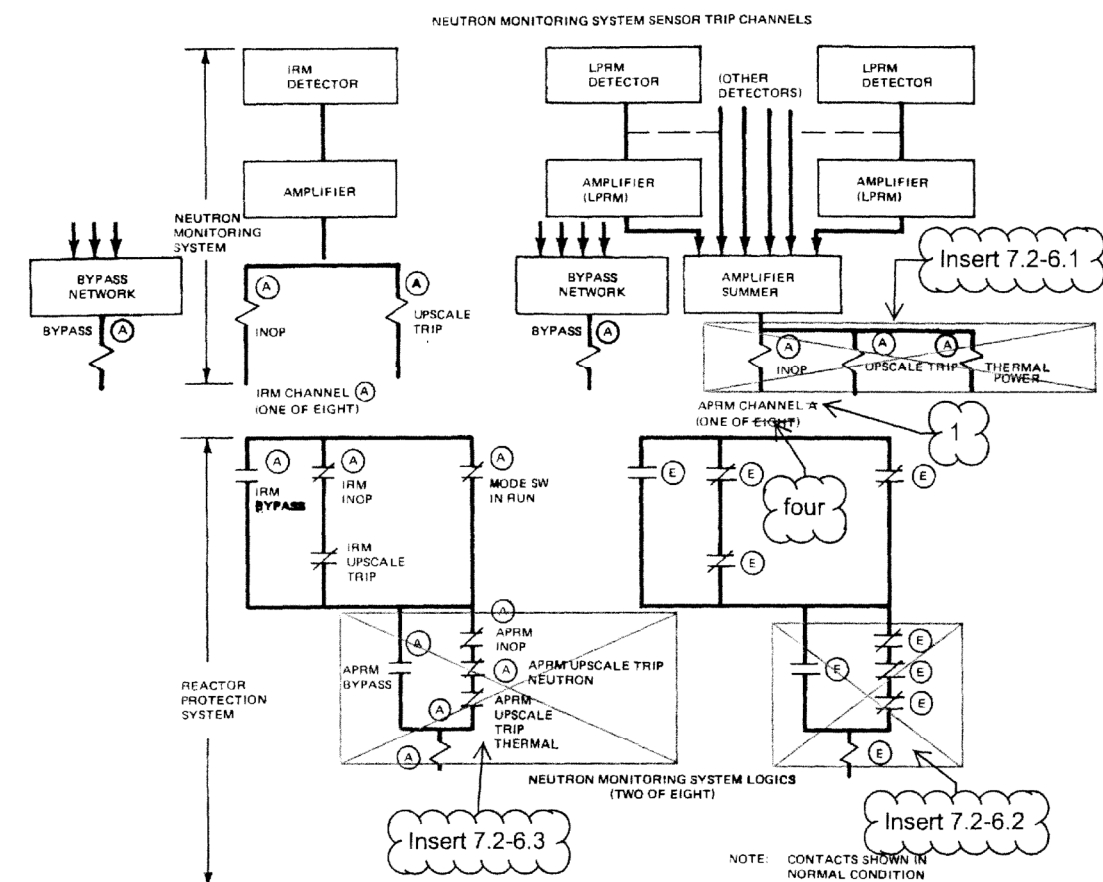 NEUTRON MONITORING SYSTEM SENSOR TRIP CHANNELS
IRM
DETECTOR
LPRM
DETECTOR
(OTHER
DETECTORS)
LPRM
DETECTOR
AMPLIFIER
AMPLIFIER
(LPRM)
AMPLIFIER
(LPRM)
NEUTRON
MONITORING
SYSTEM
BYPASS
NETWORK
BYPASS
A
A
INOP
A
UPSCALE
TRIP
BYPASS
NETWORK
BYPASS
A
AMPLIFIER
SUMMER
Insert 7.2-6.1
A
INOP
A
UPSCALE TRIP
A
THERMAL
POWER
IRM CHANNEL A
(ONE OF EIGHT)
APRM CHANNEL A
(ONE OF EIGHT)
1
four
A
IRM
BYPASS
A
IRM
INOP
A
MODE SW
IN RUN
IRM
UPSCALE
TRIP
E
E
E
E
REACTOR
PROTECTION
SYSTEM
A
APRM
INOP
A
APRM
BYPASS
A
APRM UPSCALE TRIP
NEUTRON
A
APRM
UPSCALE
TRIP
THERMAL
A
E
E
E
E
E
NEUTRON MONITORING SYSTEM LOGICS
(TWO OF EIGHT)
Insert 7.2-6.3
Insert 7.2-6.2
NOTE: CONTACTS SHOWN IN
NORMAL CONDITION